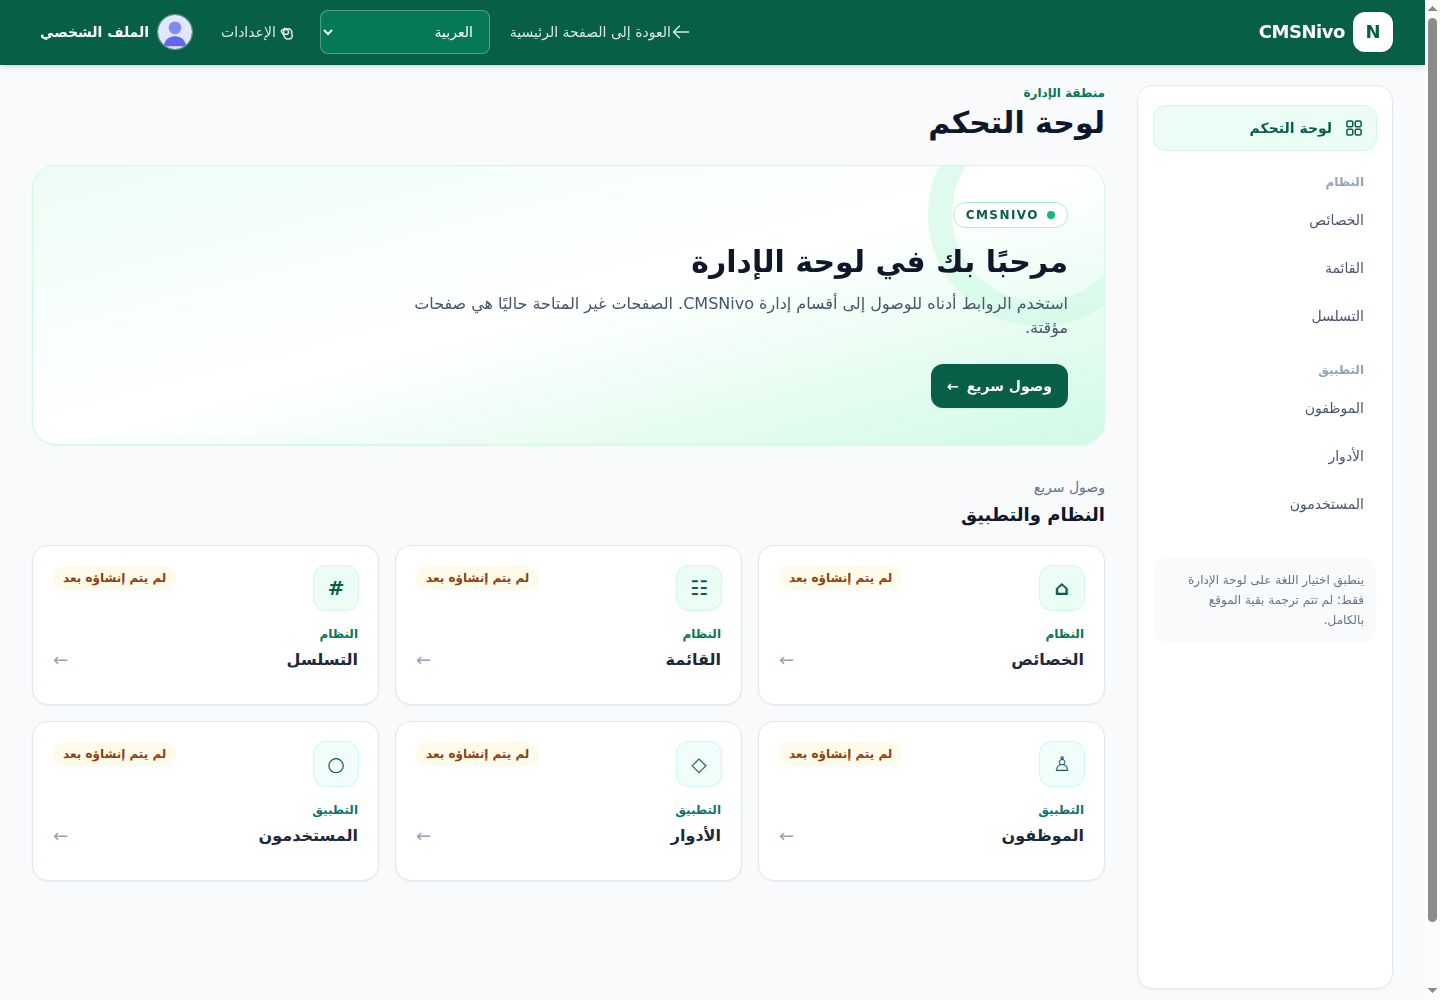 N CMSNivo
العودة إلى الصفحة الرئيسية
العربية
الإعدادات
الملف الشخصي
لوحة التحكم
النظام
الخصائص
القائمة
التسلسل
التطبيق
الموظفون
الأدوار
المستخدمون
ينطبق اختيار اللغة على لوحة الإدارة
فقط؛ لم تتم ترجمة بقية الموقع
بالكامل.
منطقة الإدارة
لوحة التحكم
CMSNIVO
مرحبًا بك في لوحة الإدارة
استخدم الروابط أدناه للوصول إلى أقسام إدارة CMSNivo. الصفحات غير المتاحة حاليًا هي صفحات
مؤقتة.
وصول سريع ←
وصول سريع
النظام والتطبيق
لم يتم إنشاؤه بعد
النظام
الخصائص ←
لم يتم إنشاؤه بعد
النظام
القائمة ←
# لم يتم إنشاؤه بعد
النظام
التسلسل ←
لم يتم إنشاؤه بعد
التطبيق
الموظفون ←
لم يتم إنشاؤه بعد
التطبيق
الأدوار ←
لم يتم إنشاؤه بعد
التطبيق
المستخدمون ←